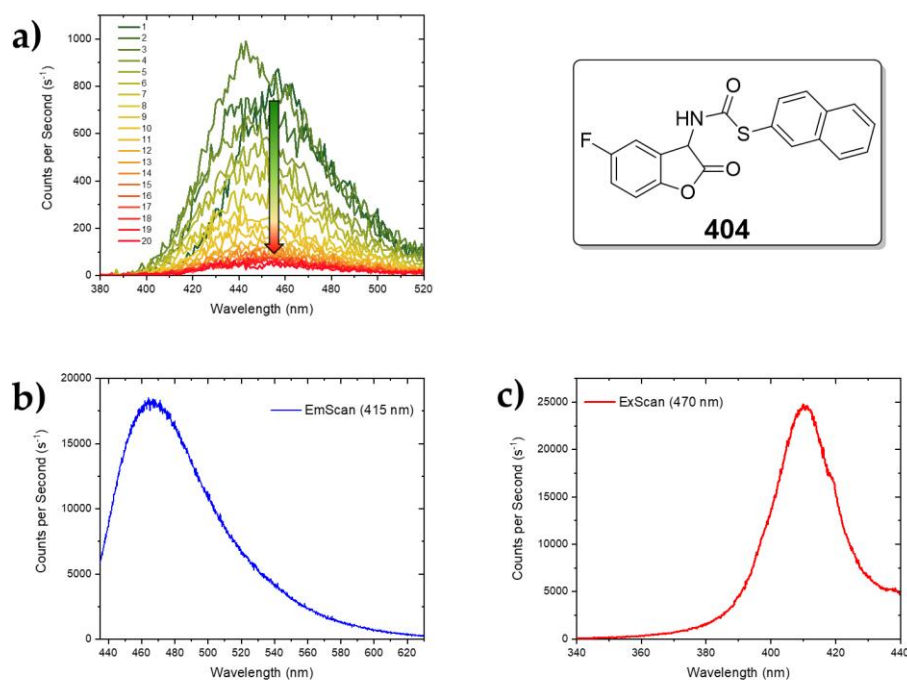 a)
Counts per Second (s⁻¹)
1000
800
600
400
200
0
1
2
3
4
5
6
7
8
9
10
11
12
13
14
15
16
17
18
19
20
380 400 420 440 460 480 500 520
Wavelength (nm)
F
HN
O
S
O
O
404
b)
Counts per Second (s⁻¹)
20000
15000
10000
5000
0
EmScan (415 nm)
440 460 480 500 520 540 560 580 600 620
Wavelength (nm)
c)
Counts per Second (s⁻¹)
25000
20000
15000
10000
5000
0
ExScan (470 nm)
340 360 380 400 420 440
Wavelength (nm)